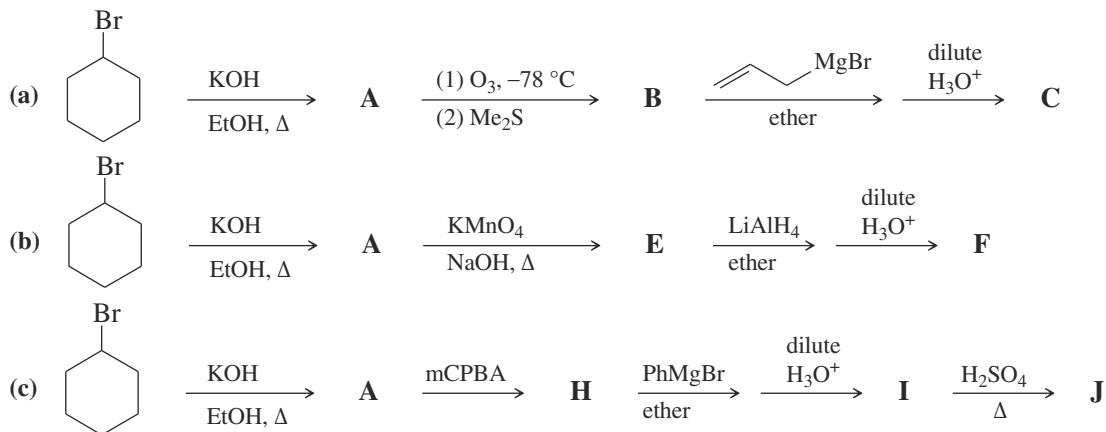 Br
(a) KOH EtOH, Δ A (1) O₃, –78 °C (2) Me₂S B MgBr ether dilute H₃O⁺ C
Br
(b) KOH EtOH, Δ A KMnO₄ NaOH, Δ E LiAlH₄ ether dilute H₃O⁺ F
Br
(c) KOH EtOH, Δ A mCPBA H PhMgBr ether dilute H₃O⁺ I H₂SO₄ Δ J